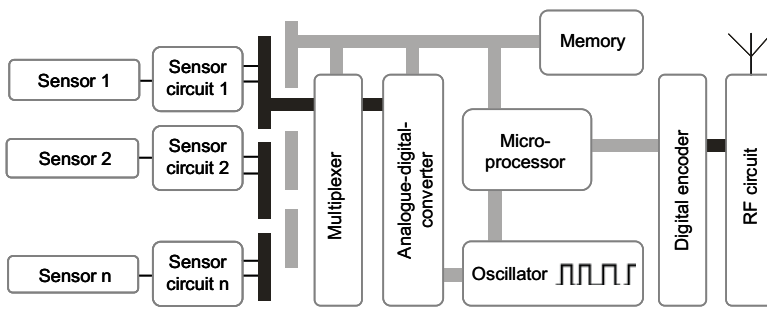 Sensor 1
Sensor
circuit 1
Sensor 2
Sensor
circuit 2
Sensor n
Sensor
circuit n
Multiplexer
Analogue-digital-
converter
Memory
Micro-
processor
Oscillator
Digital encoder
RF circuit